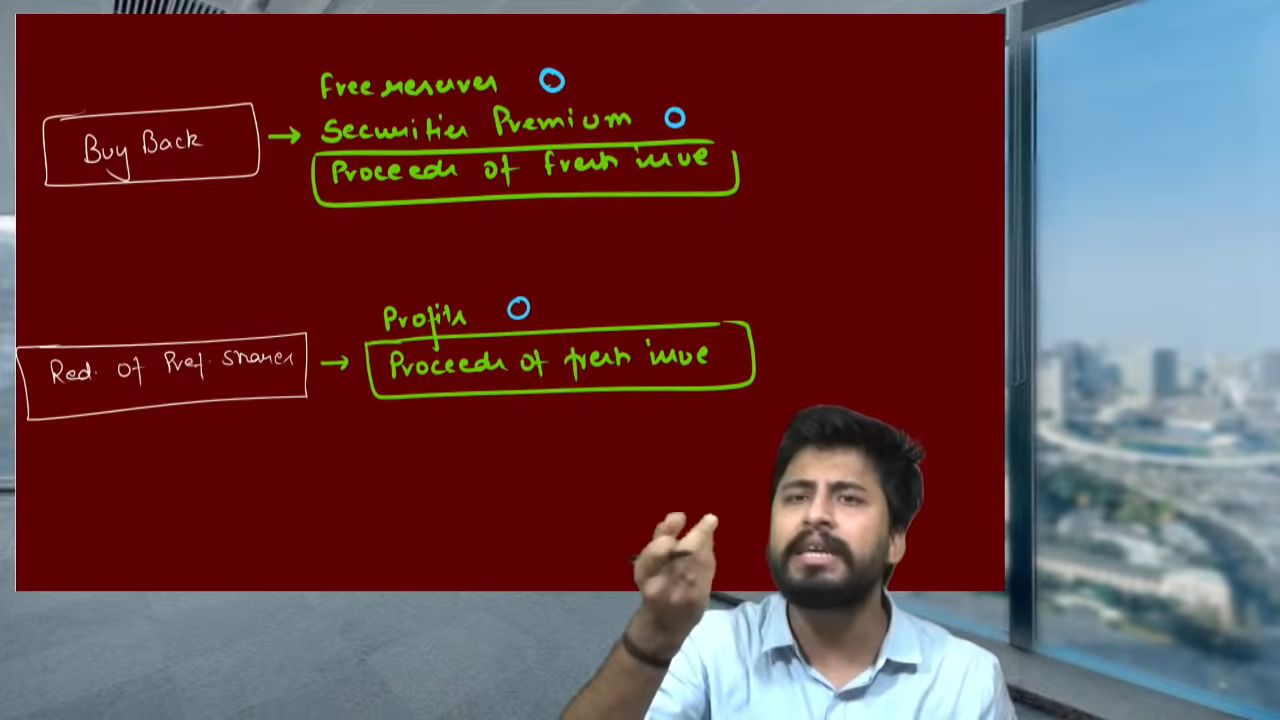 Free reserves
Securities Premium
Buy Back →
Proceeds of fresh issue
Profits
Red. of Pref. Shares →
Proceeds of fresh issue